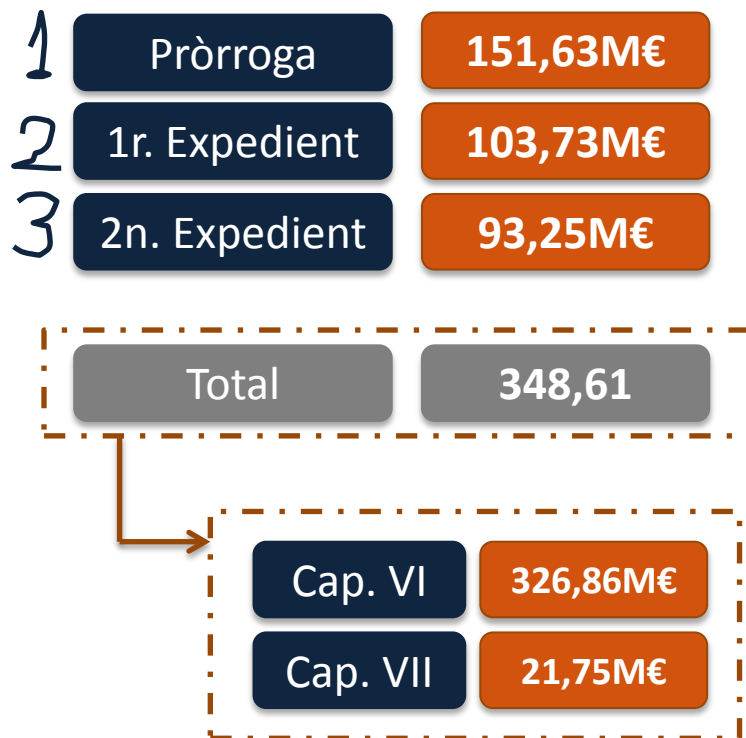 1 Pròrroga 151,63M€
2 1r. Expedient 103,73M€
3 2n. Expedient 93,25M€
Total 348,61
Cap. VI 326,86M€
Cap. VII 21,75M€